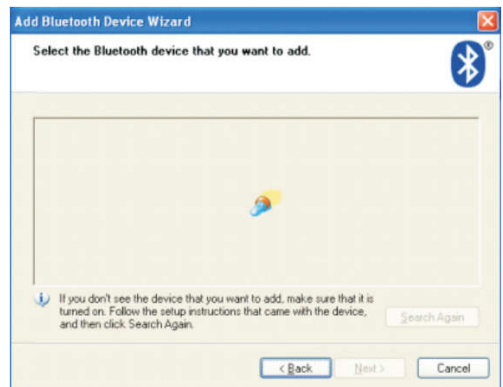 Add Bluetooth Device Wizard
Select the Bluetooth device that you want to add.
®
If you don't see the device that you want to add, make sure that it is
turned on. Follow the setup instructions that came with the device,
and then click Search Again.
Search Again
< Back
Next >
Cancel